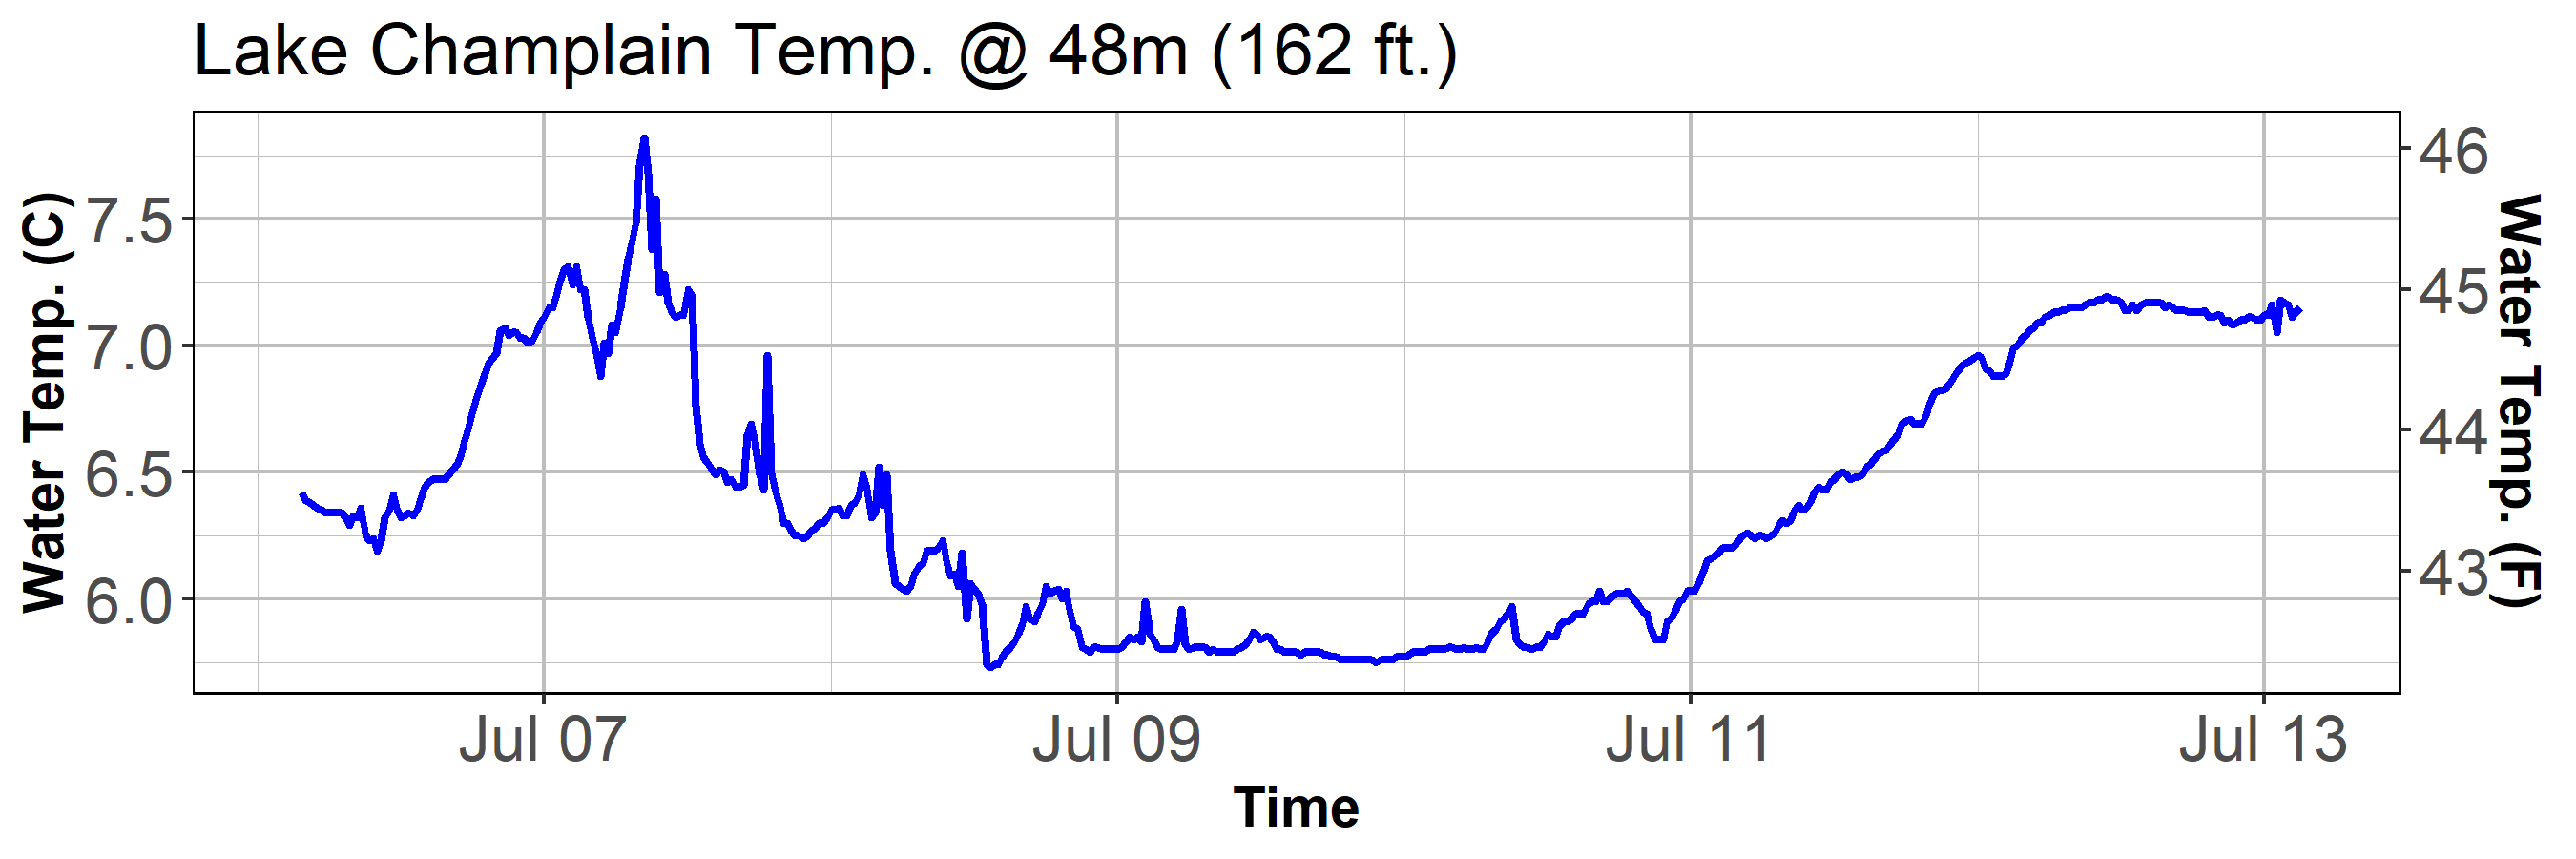 Lake Champlain Temp. @ 48m (162 ft.)
Water Temp. (C)
7.5
7.0
6.5
6.0
46
45
44
43
Water Temp. (F)
Jul 07 Jul 09 Jul 11 Jul 13
Time